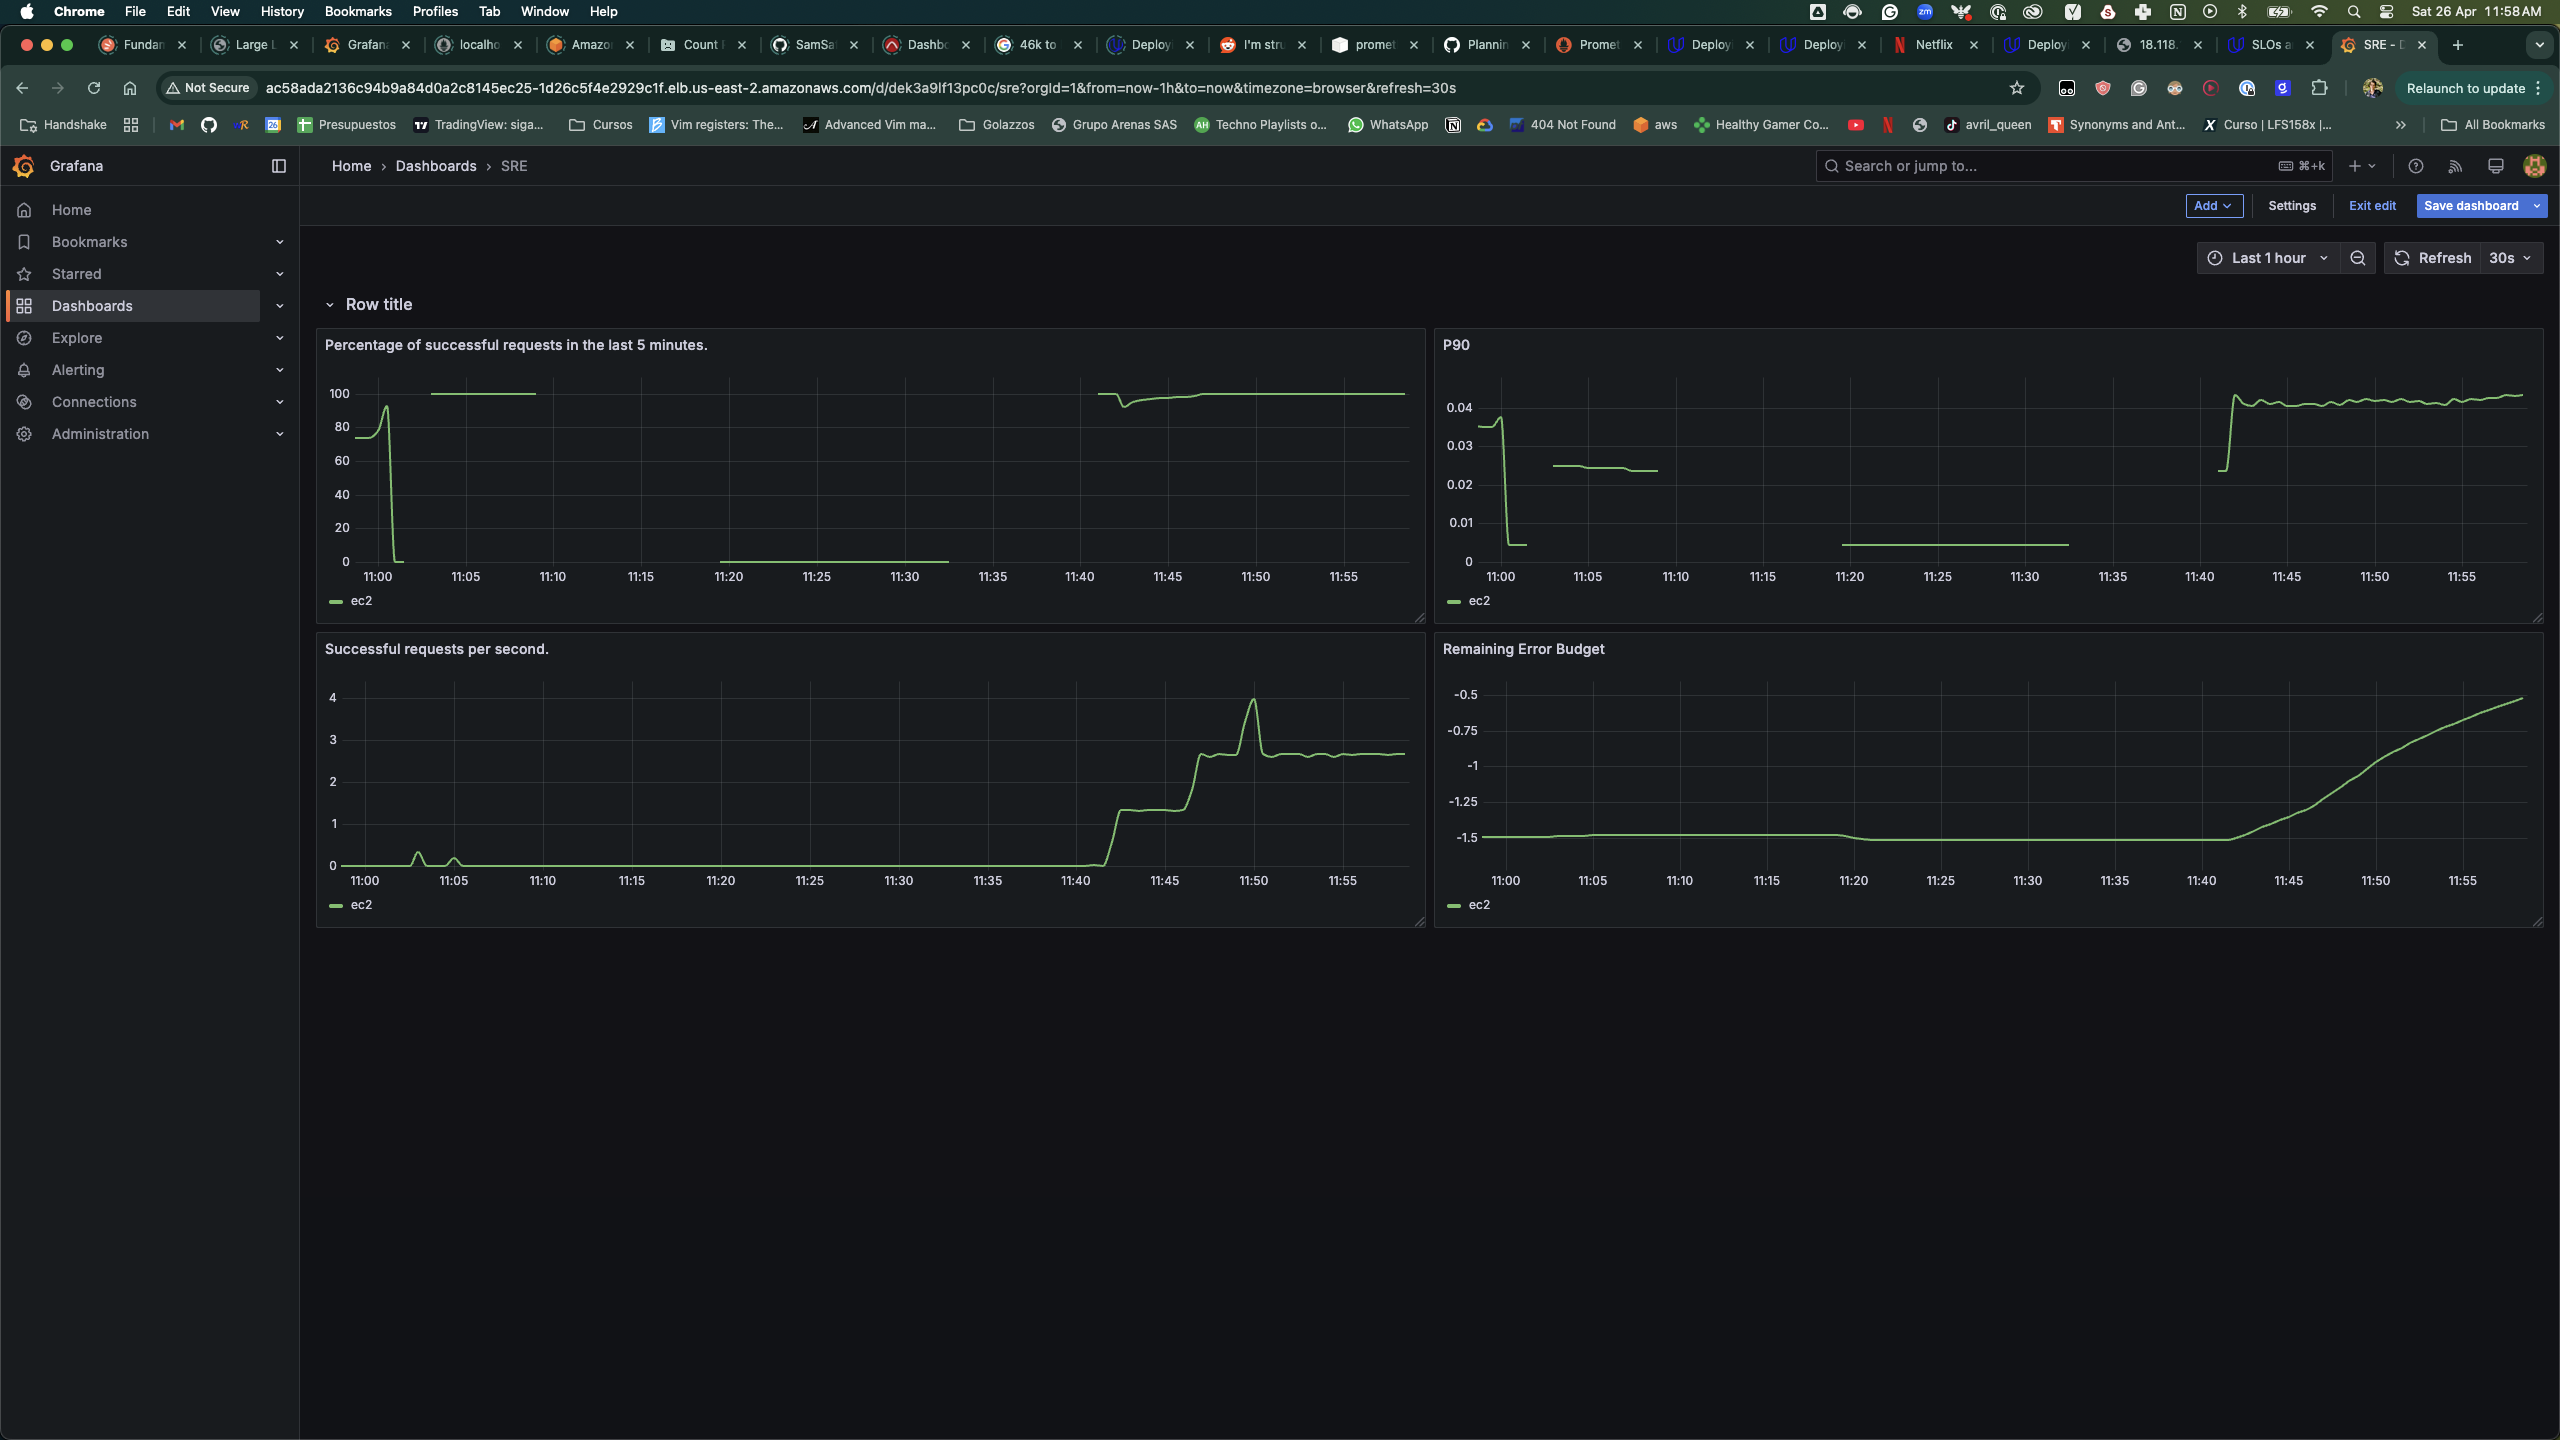 Chrome File Edit View History Bookmarks Profiles Tab Window Help Sat 26 Apr 11:58 AM
Fundan Large L Grafana localho Amazon Count SamSa Dashbo 46k to Deploy I'm stru promet Plannin Promet Deploy Deploy Netflix Deploy 18.118. SLOs a SRE - D
Not Secure ac58ada2136c94b9a84d0a2c8145ec25-1d26c5f4e2929c1f.elb.us-east-2.amazonaws.com/d/dek3a9lf13pc0c/sre?orgId=1&from=now-1h&to=now&timezone=browser&refresh=30s Relaunch to update
Handshake Presupuestos TradingView: siga... Cursos Vim registers: The... Advanced Vim ma... Golazzos Grupo Arenas SAS Techno Playlists o... WhatsApp 404 Not Found aws Healthy Gamer Co... avril_queen Synonyms and Ant... Curso | LFS158x |... All Bookmarks
Grafana Home › Dashboards › SRE Search or jump to... ⌘+k
Add Settings Exit edit Save dashboard
Home
Bookmarks
Starred
Dashboards
Explore
Alerting
Connections
Administration
Last 1 hour Refresh 30s
Row title
Percentage of successful requests in the last 5 minutes.
100
80
60
40
20
0
11:00 11:05 11:10 11:15 11:20 11:25 11:30 11:35 11:40 11:45 11:50 11:55
ec2
P90
0.04
0.03
0.02
0.01
0
11:00 11:05 11:10 11:15 11:20 11:25 11:30 11:35 11:40 11:45 11:50 11:55
ec2
Successful requests per second.
4
3
2
1
0
11:00 11:05 11:10 11:15 11:20 11:25 11:30 11:35 11:40 11:45 11:50 11:55
ec2
Remaining Error Budget
-0.5
-0.75
-1
-1.25
-1.5
11:00 11:05 11:10 11:15 11:20 11:25 11:30 11:35 11:40 11:45 11:50 11:55
ec2